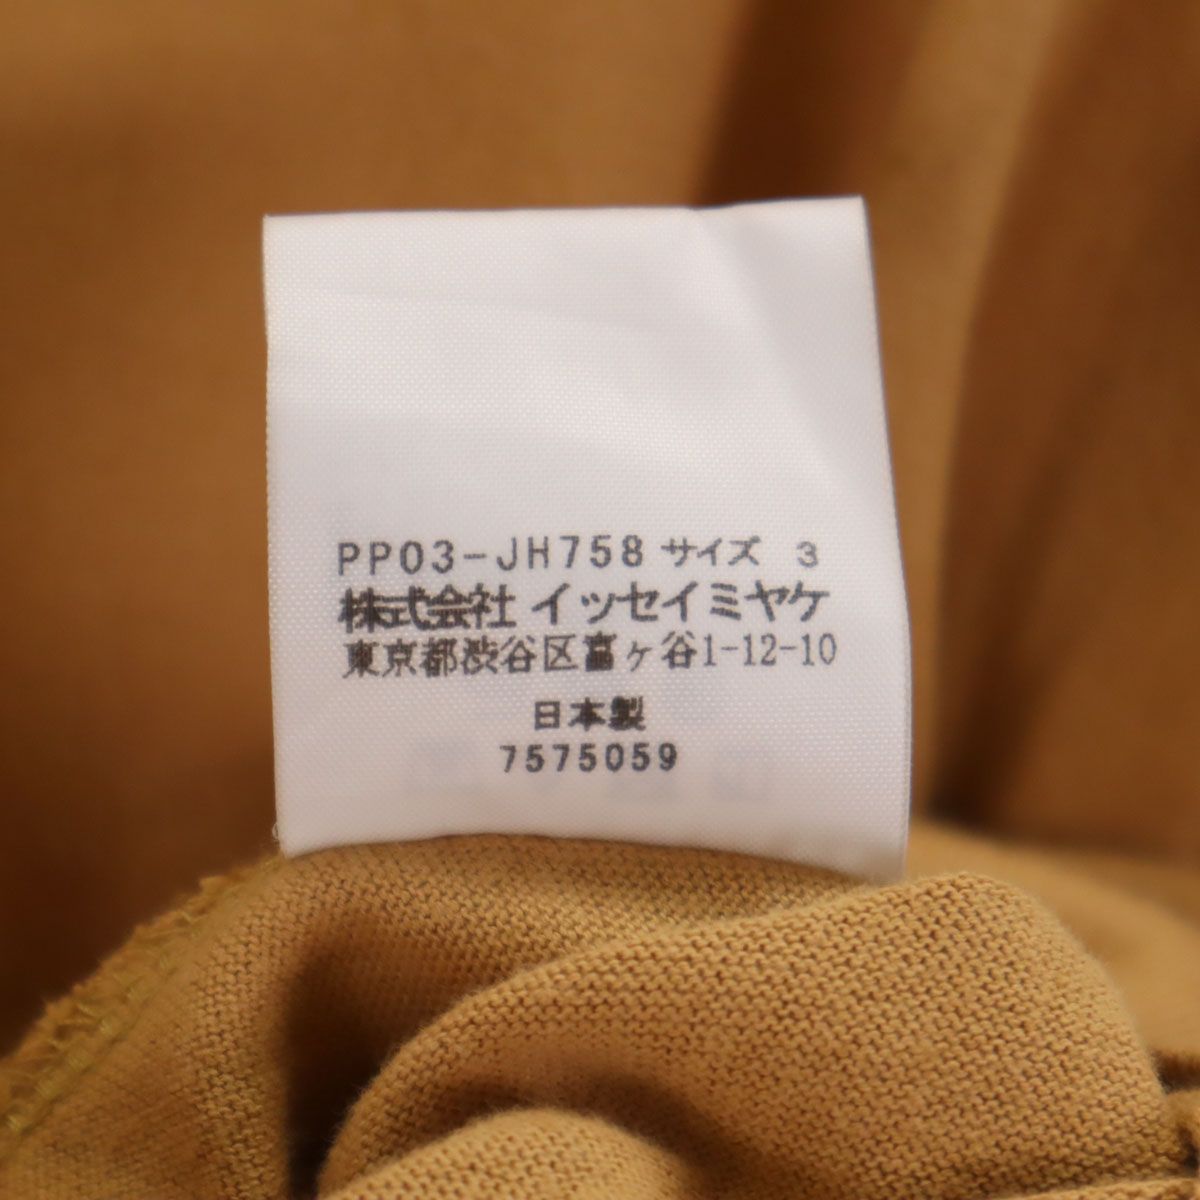 PP03-JH758 サイズ 3
株式会社 イッセイミヤケ
東京都渋谷区富ヶ谷1-12-10
日本製
7575059